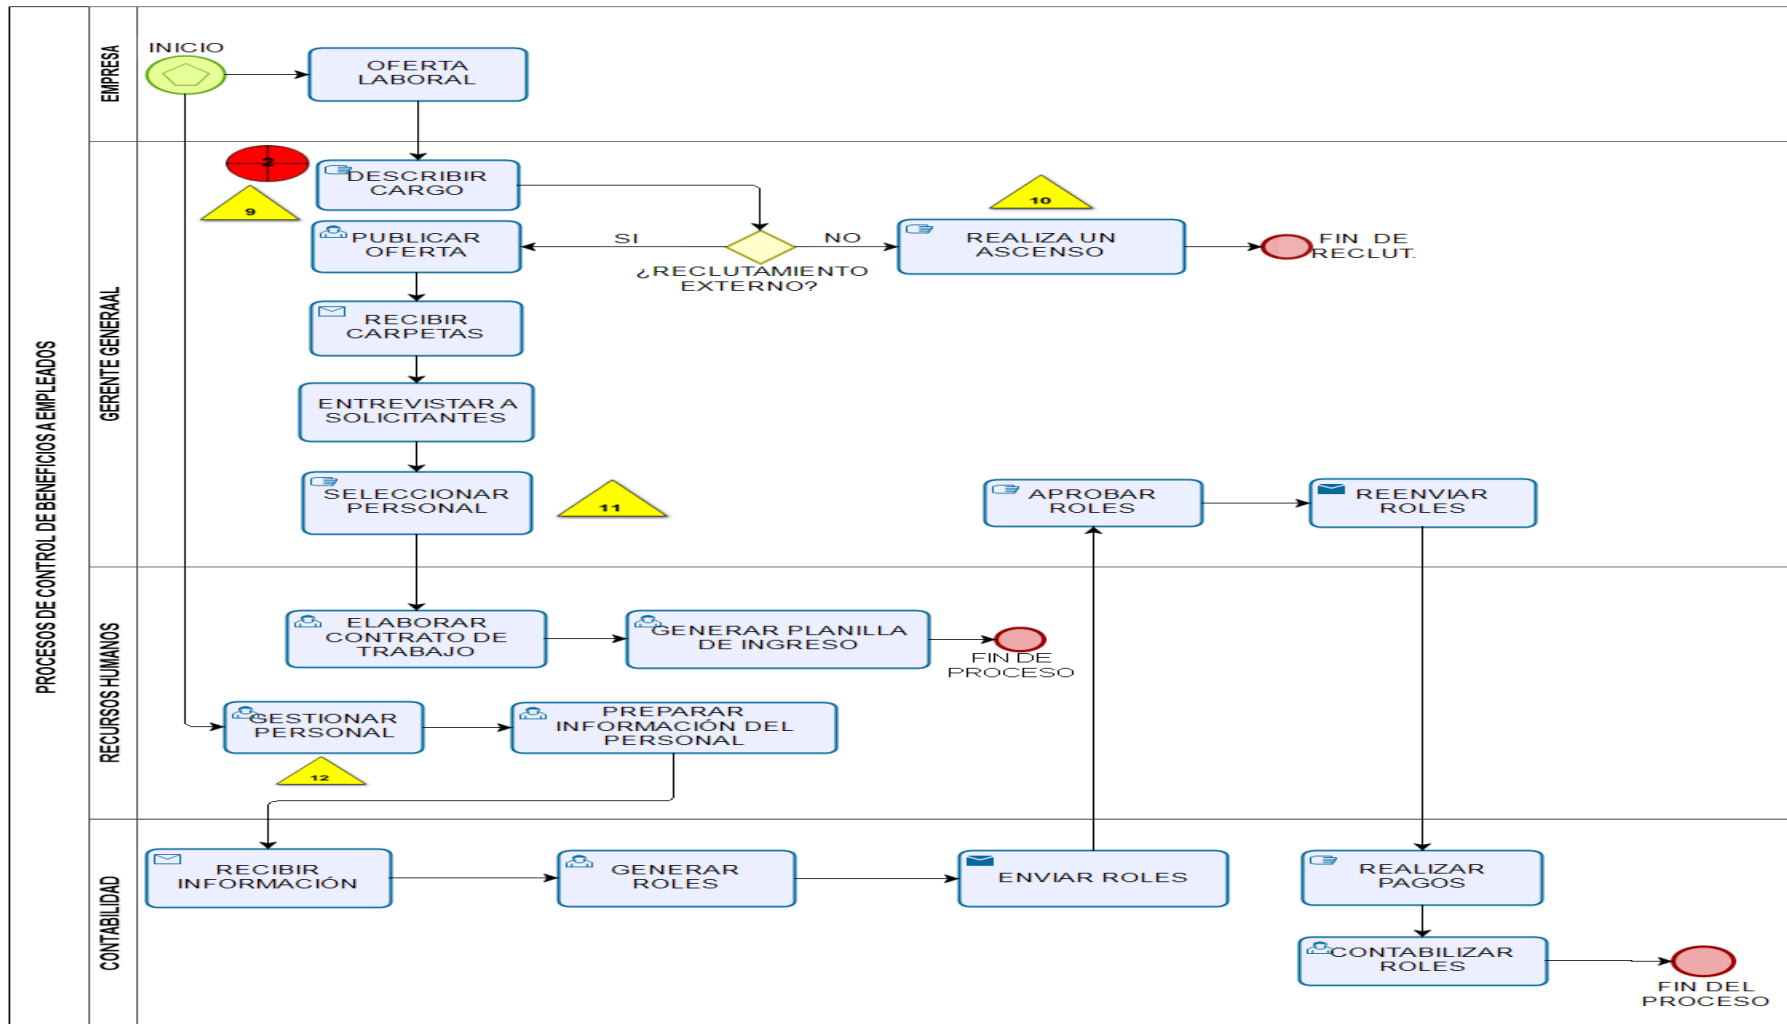 PROCESOS DE CONTROL DE BENEFICIOS A EMPLEADOS
EMPRESA
INICIO
OFERTA
LABORAL
GERENTE GENERAAL
2
9
DESCRIBIR
CARGO
10
PUBLICAR
OFERTA
SI
NO
¿RECLUTAMIENTO
EXTERNO?
REALIZA UN
ASCENSO
FIN DE
RECLUT.
RECIBIR
CARPETAS
ENTREVISTAR A
SOLICITANTES
SELECCIONAR
PERSONAL
11
APROBAR
ROLES
REENVIAR
ROLES
RECURSOS HUMANOS
ELABORAR
CONTRATO DE
TRABAJO
GENERAR PLANILLA
DE INGRESO
FIN DE
PROCESO
GESTIONAR
PERSONAL
12
PREPARAR
INFORMACIÓN DEL
PERSONAL
CONTABILIDAD
RECIBIR
INFORMACIÓN
GENERAR
ROLES
ENVIAR ROLES
REALIZAR
PAGOS
CONTABILIZAR
ROLES
FIN DEL
PROCESO